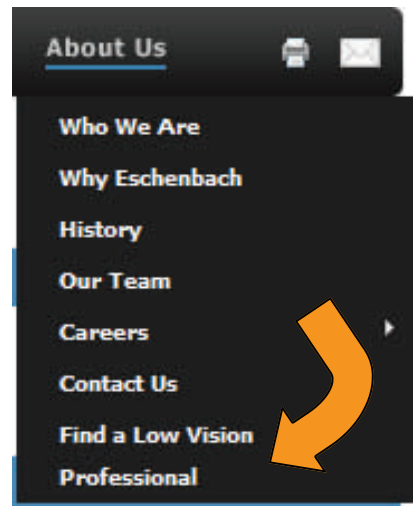 About Us
Who We Are
Why Eschenbach
History
Our Team
Careers
Contact Us
Find a Low Vision
Professional